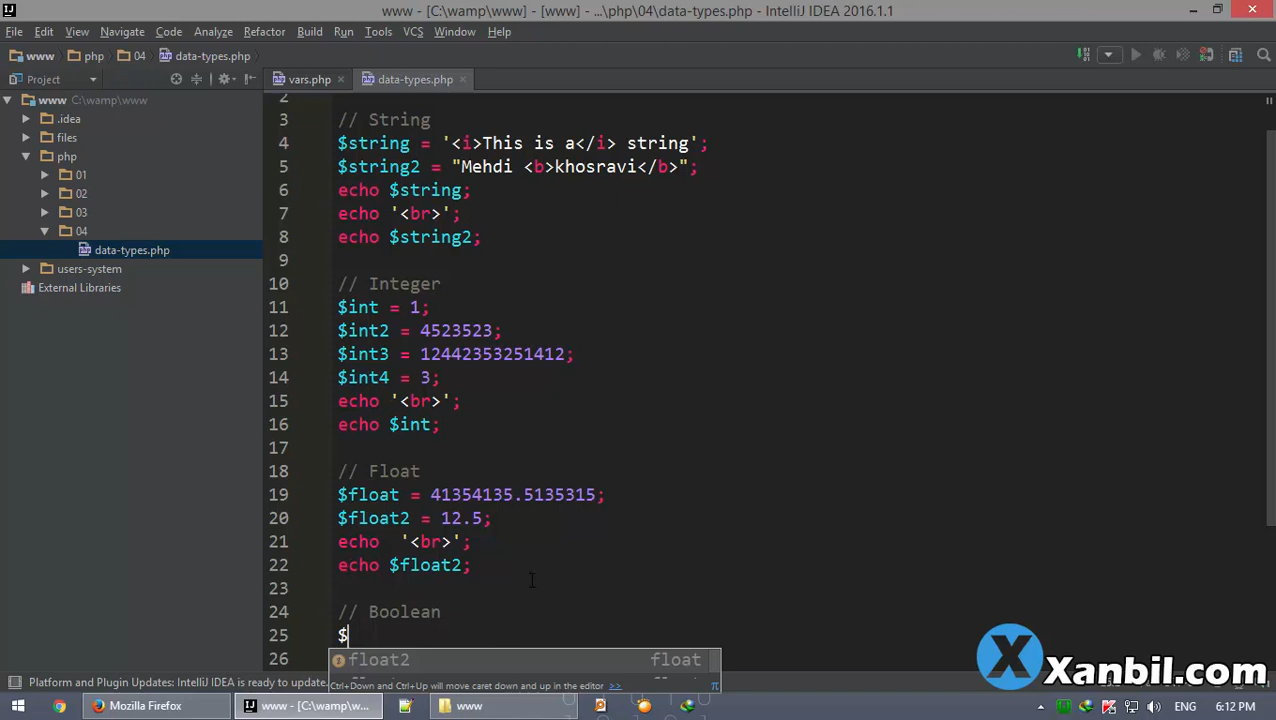 www - [C:\wamp\www] - [www] - ...\php\04\data-types.php - IntelliJ IDEA 2016.1.1
File Edit View Navigate Code Analyze Refactor Build Run Tools VCS Window Help
www php 04 data-types.php
Project
vars.php data-types.php
www C:\wamp\www
.idea
files
php
01
02
03
04
data-types.php
users-system
External Libraries
2
3 // String
4 $string = '<i>This is a</i> string';
5 $string2 = "Mehdi <b>khosravi</b>";
6 echo $string;
7 echo '<br>';
8 echo $string2;
9
10 // Integer
11 $int = 1;
12 $int2 = 4523523;
13 $int3 = 12442353251412;
14 $int4 = 3;
15 echo '<br>';
16 echo $int;
17
18 // Float
19 $float = 41354135.5135315;
20 $float2 = 12.5;
21 echo  '<br>';
22 echo $float2;
23
24 // Boolean
25 $
26
float2 float
Ctrl+Down and Ctrl+Up will move caret down and up in the editor >> π
Platform and Plugin Updates: IntelliJ IDEA is ready to update.
Xanbil.com
Mozilla Firefox www - [C:\wamp\w... www ENG 6:12 PM